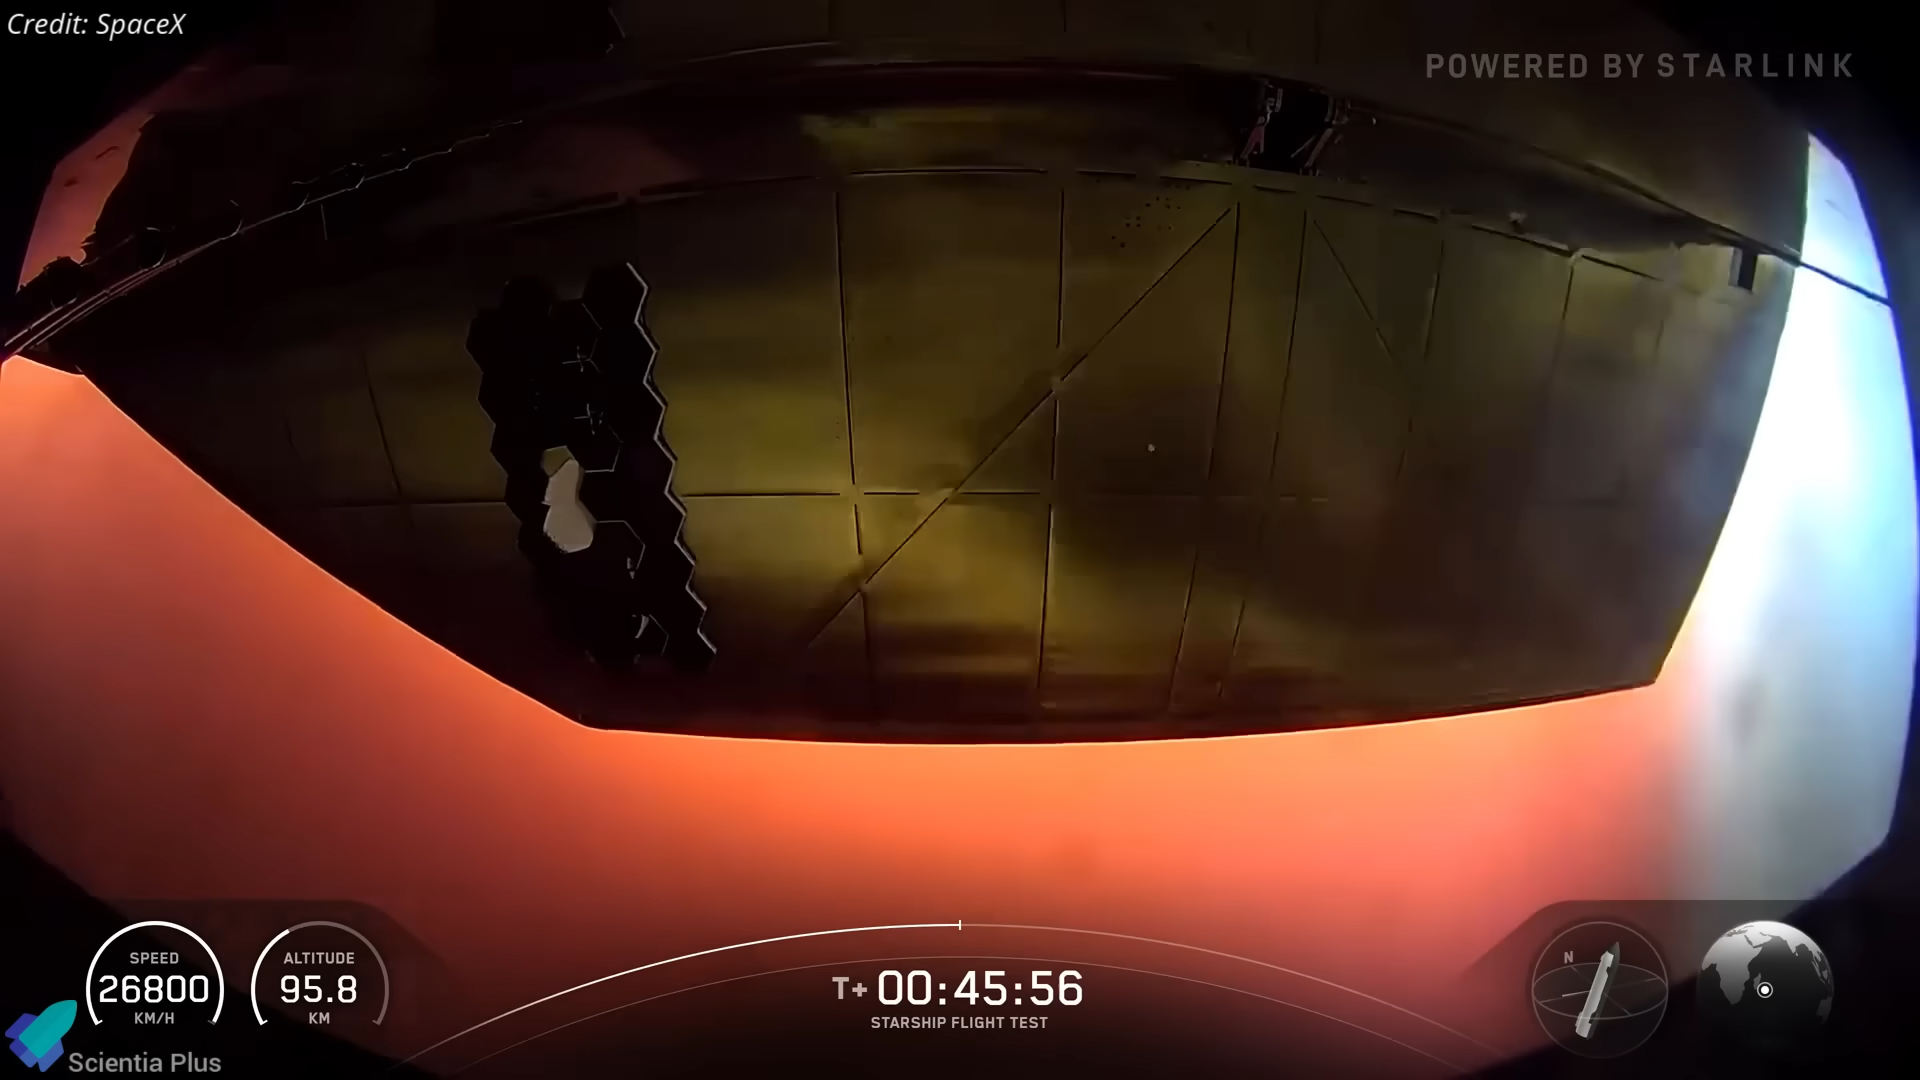 Credit: SpaceX
POWERED BY STARLINK
SPEED
26800
KM/H
ALTITUDE
95.8
KM
T+ 00:45:56
STARSHIP FLIGHT TEST
N
Scientia Plus